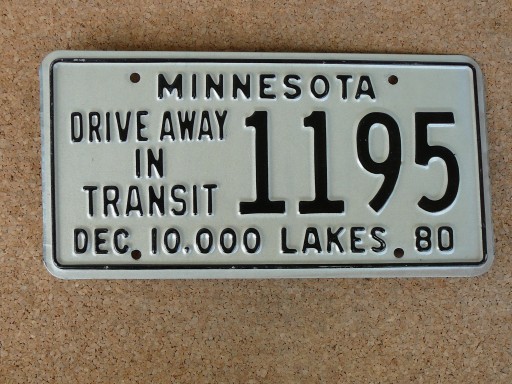 MINNESOTA
DRIVE AWAY
IN
TRANSIT
1195
DEC. 10,000 LAKES 80